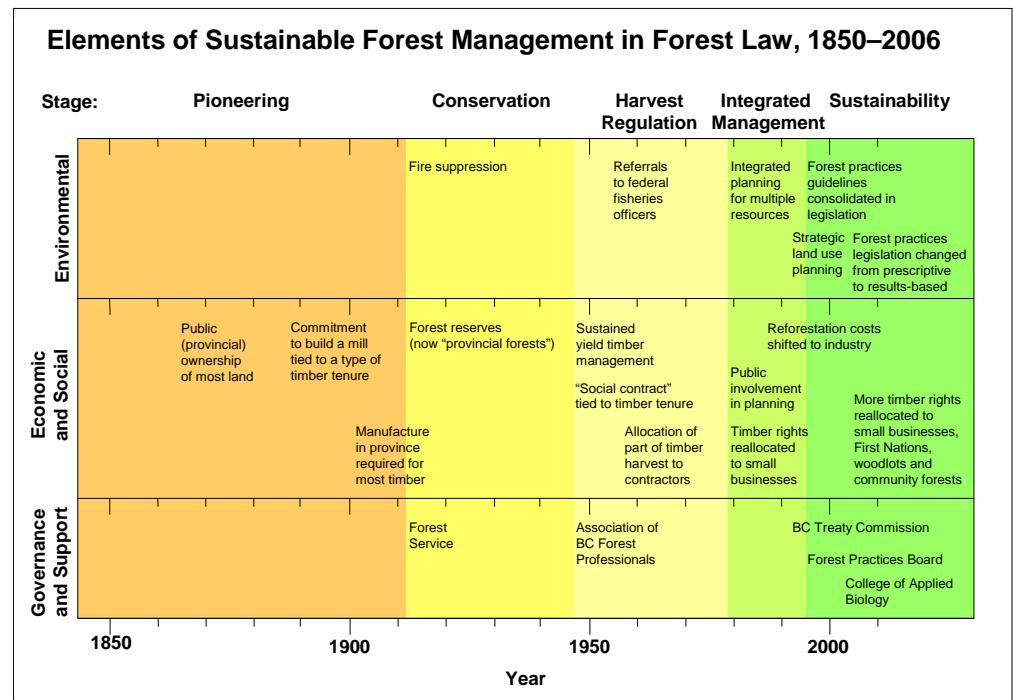 Elements of Sustainable Forest Management in Forest Law, 1850–2006
Stage:
Pioneering
Conservation
Harvest
Regulation
Integrated
Management
Sustainability
Environmental
Fire suppression
Referrals
to federal
fisheries
officers
Integrated
planning
for multiple
resources
Forest practices
guidelines
consolidated in
legislation
Strategic
land use
planning
Forest practices
legislation changed
from prescriptive
to results-based
Economic
and Social
Public
(provincial)
ownership
of most land
Commitment
to build a mill
tied to a type of
timber tenure
Manufacture
in province
required for
most timber
Forest reserves
(now “provincial forests”)
Sustained
yield timber
management
“Social contract”
tied to timber tenure
Allocation of
part of timber
harvest to
contractors
Reforestation costs
shifted to industry
Public
involvement
in planning
Timber rights
reallocated
to small
businesses
More timber rights
reallocated to
small businesses,
First Nations,
woodlots and
community forests
Governance
and Support
Forest
Service
Association of
BC Forest
Professionals
BC Treaty Commission
Forest Practices Board
College of Applied
Biology
1850
1900
1950
2000
Year